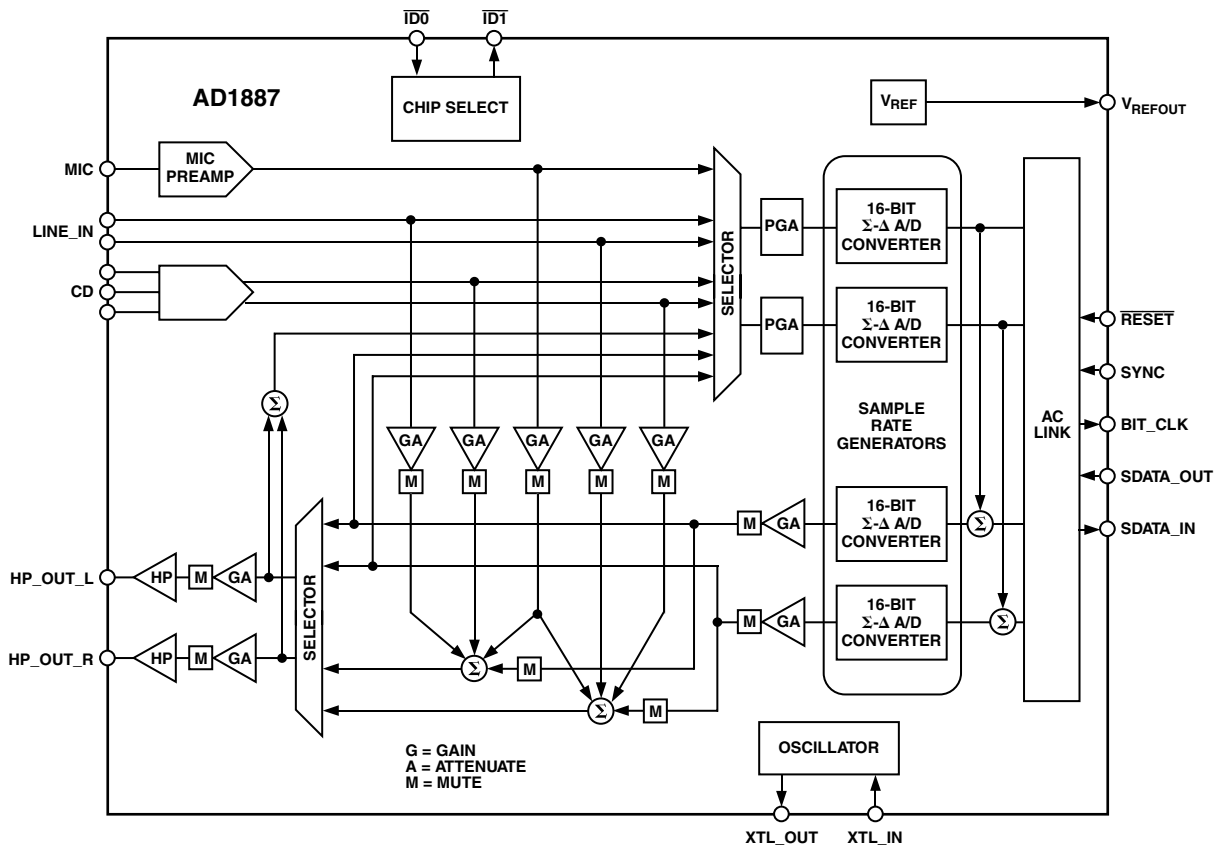 ID0
ID1
AD1887
CHIP SELECT
VREF
VREFOUT
MIC
MIC
PREAMP
LINE_IN
CD
SELECTOR
PGA
16-BIT
Σ-Δ A/D
CONVERTER
PGA
16-BIT
Σ-Δ A/D
CONVERTER
RESET
SYNC
BIT_CLK
SDATA_OUT
SDATA_IN
AC
LINK
SAMPLE
RATE
GENERATORS
Σ
GA
GA
GA
GA
GA
M
M
M
M
M
M
GA
16-BIT
Σ-Δ A/D
CONVERTER
Σ
M
GA
16-BIT
Σ-Δ A/D
CONVERTER
Σ
HP_OUT_L
HP
M
GA
HP_OUT_R
HP
M
GA
SELECTOR
Σ
M
Σ
M
G = GAIN
A = ATTENUATE
M = MUTE
OSCILLATOR
XTL_OUT
XTL_IN